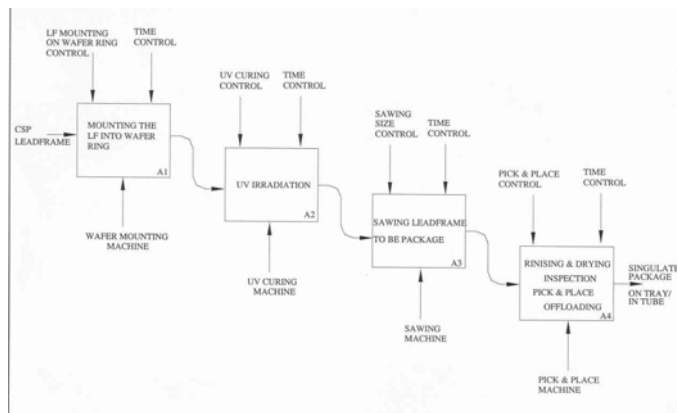 LF MOUNTING
ON WAFER RING
CONTROL
TIME
CONTROL
CSP
LEADFRAME
MOUNTING THE
LF INTO WAFER
RING
A1
WAFER MOUNTING
MACHINE
UV CURING
CONTROL
TIME
CONTROL
UV IRRADIATION
A2
UV CURING
MACHINE
SAWING
SIZE
CONTROL
TIME
CONTROL
SAWING LEADFRAME
TO BE PACKAGE
A3
SAWING
MACHINE
PICK & PLACE
CONTROL
TIME
CONTROL
RINISING & DRYING
INSPECTION
PICK & PLACE
OFFLOADING
A4
SINGULATE
PACKAGE
ON TRAY/
IN TUBE
PICK & PLACE
MACHINE